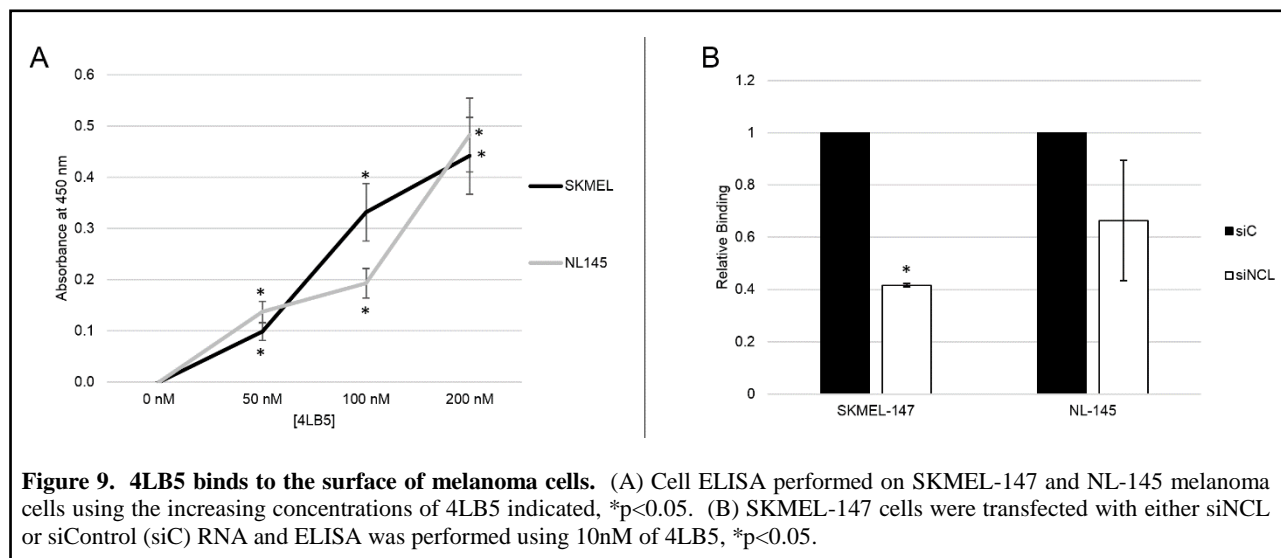 A
0.6
0.5
0.4
0.3
0.2
0.1
0.0
Absorbance at 450 nm
*
*
*
*
*
*
0 nM
50 nM
100 nM
200 nM
[4LB5]
SKMEL
NL145
B
1.2
1
0.8
0.6
0.4
0.2
0
Relative Binding
*
SKMEL-147
NL-145
siC
siNCL
Figure 9. 4LB5 binds to the surface of melanoma cells. (A) Cell ELISA performed on SKMEL-147 and NL-145 melanoma
cells using the increasing concentrations of 4LB5 indicated, *p<0.05. (B) SKMEL-147 cells were transfected with either siNCL
or siControl (siC) RNA and ELISA was performed using 10nM of 4LB5, *p<0.05.